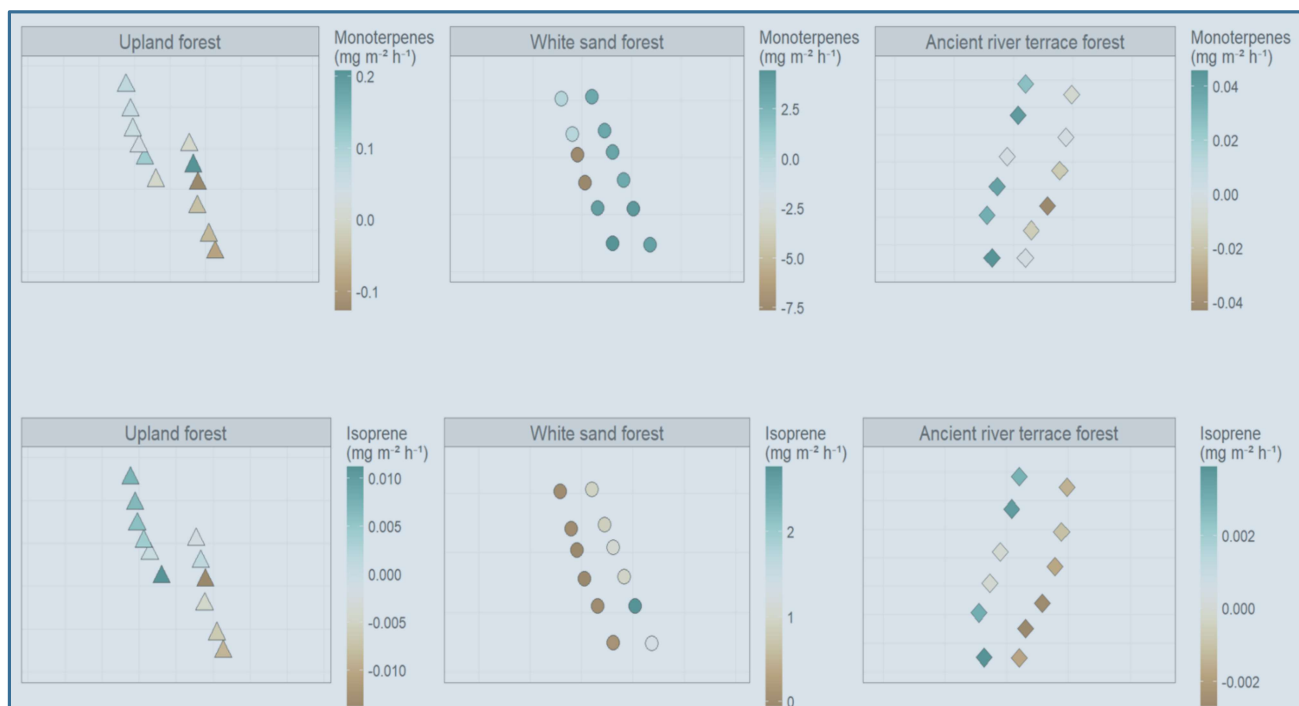 Upland forest
Monoterpenes
(mg m⁻² h⁻¹)
0.2
0.1
0.0
-0.1
White sand forest
Monoterpenes
(mg m⁻² h⁻¹)
2.5
0.0
-2.5
-5.0
-7.5
Ancient river terrace forest
Monoterpenes
(mg m⁻² h⁻¹)
0.04
0.02
0.00
-0.02
-0.04
Upland forest
Isoprene
(mg m⁻² h⁻¹)
0.010
0.005
0.000
-0.005
-0.010
White sand forest
Isoprene
(mg m⁻² h⁻¹)
2
1
0
Ancient river terrace forest
Isoprene
(mg m⁻² h⁻¹)
0.002
0.000
-0.002